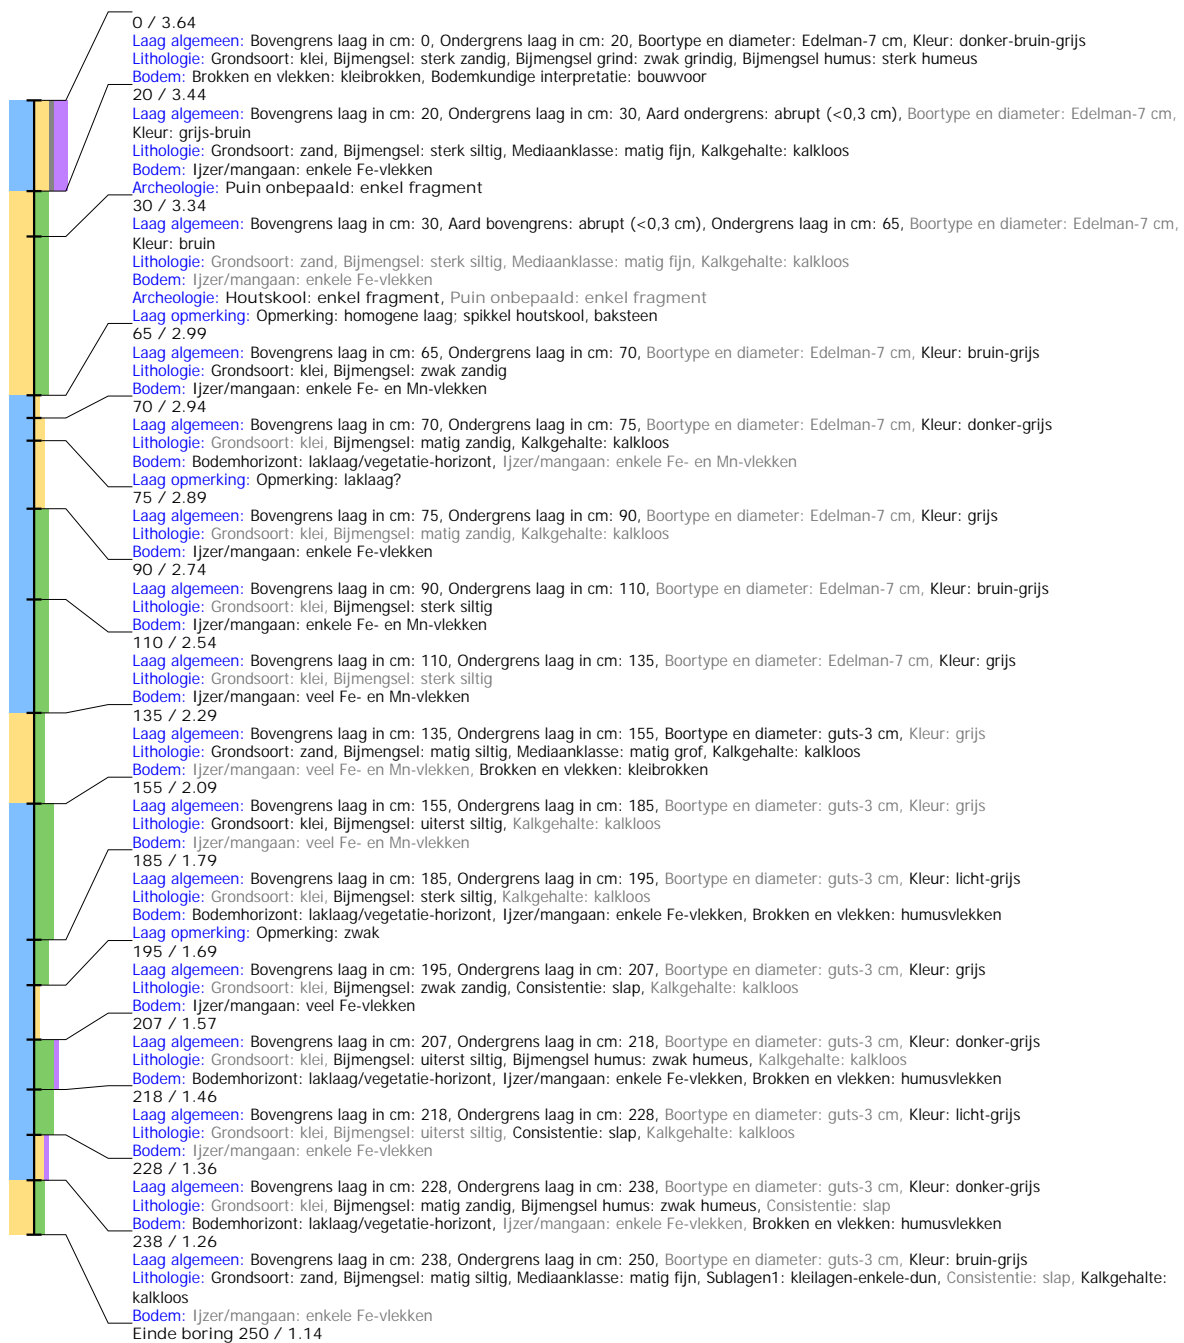 0 / 3.64
Laag algemeen: Bovengrens laag in cm: 0, Ondergrens laag in cm: 20, Boortype en diameter: Edelman-7 cm, Kleur: donker-bruin-grijs
Lithologie: Grondsoort: klei, Bijmengsel: sterk zandig, Bijmengsel grind: zwak grindig, Bijmengsel humus: sterk humeus
Bodem: Brokken en vlekken: kleibrokken, Bodemkundige interpretatie: bouwvoor
20 / 3.44
Laag algemeen: Bovengrens laag in cm: 20, Ondergrens laag in cm: 30, Aard ondergrens: abrupt (<0,3 cm), Boortype en diameter: Edelman-7 cm,
Kleur: grijs-bruin
Lithologie: Grondsoort: zand, Bijmengsel: sterk siltig, Mediaanklasse: matig fijn, Kalkgehalte: kalkloos
Bodem: Ijzer/mangaan: enkele Fe-vlekken
Archeologie: Puin onbepaald: enkel fragment
30 / 3.34
Laag algemeen: Bovengrens laag in cm: 30, Aard bovengrens: abrupt (<0,3 cm), Ondergrens laag in cm: 65, Boortype en diameter: Edelman-7 cm,
Kleur: bruin
Lithologie: Grondsoort: zand, Bijmengsel: sterk siltig, Mediaanklasse: matig fijn, Kalkgehalte: kalkloos
Bodem: Ijzer/mangaan: enkele Fe-vlekken
Archeologie: Houtskool: enkel fragment, Puin onbepaald: enkel fragment
Laag opmerking: Opmerking: homogene laag; spikkel houtskool, baksteen
65 / 2.99
Laag algemeen: Bovengrens laag in cm: 65, Ondergrens laag in cm: 70, Boortype en diameter: Edelman-7 cm, Kleur: bruin-grijs
Lithologie: Grondsoort: klei, Bijmengsel: zwak zandig
Bodem: Ijzer/mangaan: enkele Fe- en Mn-vlekken
70 / 2.94
Laag algemeen: Bovengrens laag in cm: 70, Ondergrens laag in cm: 75, Boortype en diameter: Edelman-7 cm, Kleur: donker-grijs
Lithologie: Grondsoort: klei, Bijmengsel: matig zandig, Kalkgehalte: kalkloos
Bodem: Bodemhorizont: laklaag/vegetatie-horizont, Ijzer/mangaan: enkele Fe- en Mn-vlekken
Laag opmerking: Opmerking: laklaag?
75 / 2.89
Laag algemeen: Bovengrens laag in cm: 75, Ondergrens laag in cm: 90, Boortype en diameter: Edelman-7 cm, Kleur: grijs
Lithologie: Grondsoort: klei, Bijmengsel: matig zandig, Kalkgehalte: kalkloos
Bodem: Ijzer/mangaan: enkele Fe-vlekken
90 / 2.74
Laag algemeen: Bovengrens laag in cm: 90, Ondergrens laag in cm: 110, Boortype en diameter: Edelman-7 cm, Kleur: bruin-grijs
Lithologie: Grondsoort: klei, Bijmengsel: sterk siltig
Bodem: Ijzer/mangaan: enkele Fe- en Mn-vlekken
110 / 2.54
Laag algemeen: Bovengrens laag in cm: 110, Ondergrens laag in cm: 135, Boortype en diameter: Edelman-7 cm, Kleur: grijs
Lithologie: Grondsoort: klei, Bijmengsel: sterk siltig
Bodem: Ijzer/mangaan: veel Fe- en Mn-vlekken
135 / 2.29
Laag algemeen: Bovengrens laag in cm: 135, Ondergrens laag in cm: 155, Boortype en diameter: guts-3 cm, Kleur: grijs
Lithologie: Grondsoort: zand, Bijmengsel: matig siltig, Mediaanklasse: matig grof, Kalkgehalte: kalkloos
Bodem: Ijzer/mangaan: veel Fe- en Mn-vlekken, Brokken en vlekken: kleibrokken
155 / 2.09
Laag algemeen: Bovengrens laag in cm: 155, Ondergrens laag in cm: 185, Boortype en diameter: guts-3 cm, Kleur: grijs
Lithologie: Grondsoort: klei, Bijmengsel: uiterst siltig, Kalkgehalte: kalkloos
Bodem: Ijzer/mangaan: veel Fe- en Mn-vlekken
185 / 1.79
Laag algemeen: Bovengrens laag in cm: 185, Ondergrens laag in cm: 195, Boortype en diameter: guts-3 cm, Kleur: licht-grijs
Lithologie: Grondsoort: klei, Bijmengsel: sterk siltig, Kalkgehalte: kalkloos
Bodem: Bodemhorizont: laklaag/vegetatie-horizont, Ijzer/mangaan: enkele Fe-vlekken, Brokken en vlekken: humusvlekken
Laag opmerking: Opmerking: zwak
195 / 1.69
Laag algemeen: Bovengrens laag in cm: 195, Ondergrens laag in cm: 207, Boortype en diameter: guts-3 cm, Kleur: grijs
Lithologie: Grondsoort: klei, Bijmengsel: zwak zandig, Consistentie: slap, Kalkgehalte: kalkloos
Bodem: Ijzer/mangaan: veel Fe-vlekken
207 / 1.57
Laag algemeen: Bovengrens laag in cm: 207, Ondergrens laag in cm: 218, Boortype en diameter: guts-3 cm, Kleur: donker-grijs
Lithologie: Grondsoort: klei, Bijmengsel: uiterst siltig, Bijmengsel humus: zwak humeus, Kalkgehalte: kalkloos
Bodem: Bodemhorizont: laklaag/vegetatie-horizont, Ijzer/mangaan: enkele Fe-vlekken, Brokken en vlekken: humusvlekken
218 / 1.46
Laag algemeen: Bovengrens laag in cm: 218, Ondergrens laag in cm: 228, Boortype en diameter: guts-3 cm, Kleur: licht-grijs
Lithologie: Grondsoort: klei, Bijmengsel: uiterst siltig, Consistentie: slap, Kalkgehalte: kalkloos
Bodem: Ijzer/mangaan: enkele Fe-vlekken
228 / 1.36
Laag algemeen: Bovengrens laag in cm: 228, Ondergrens laag in cm: 238, Boortype en diameter: guts-3 cm, Kleur: donker-grijs
Lithologie: Grondsoort: klei, Bijmengsel: matig zandig, Bijmengsel humus: zwak humeus, Consistentie: slap
Bodem: Bodemhorizont: laklaag/vegetatie-horizont, Ijzer/mangaan: enkele Fe-vlekken, Brokken en vlekken: humusvlekken
238 / 1.26
Laag algemeen: Bovengrens laag in cm: 238, Ondergrens laag in cm: 250, Boortype en diameter: guts-3 cm, Kleur: bruin-grijs
Lithologie: Grondsoort: zand, Bijmengsel: matig siltig, Mediaanklasse: matig fijn, Sublagen1: kleilagen-enkele-dun, Consistentie: slap, Kalkgehalte:
kalkloos
Bodem: Ijzer/mangaan: enkele Fe-vlekken
Einde boring 250 / 1.14